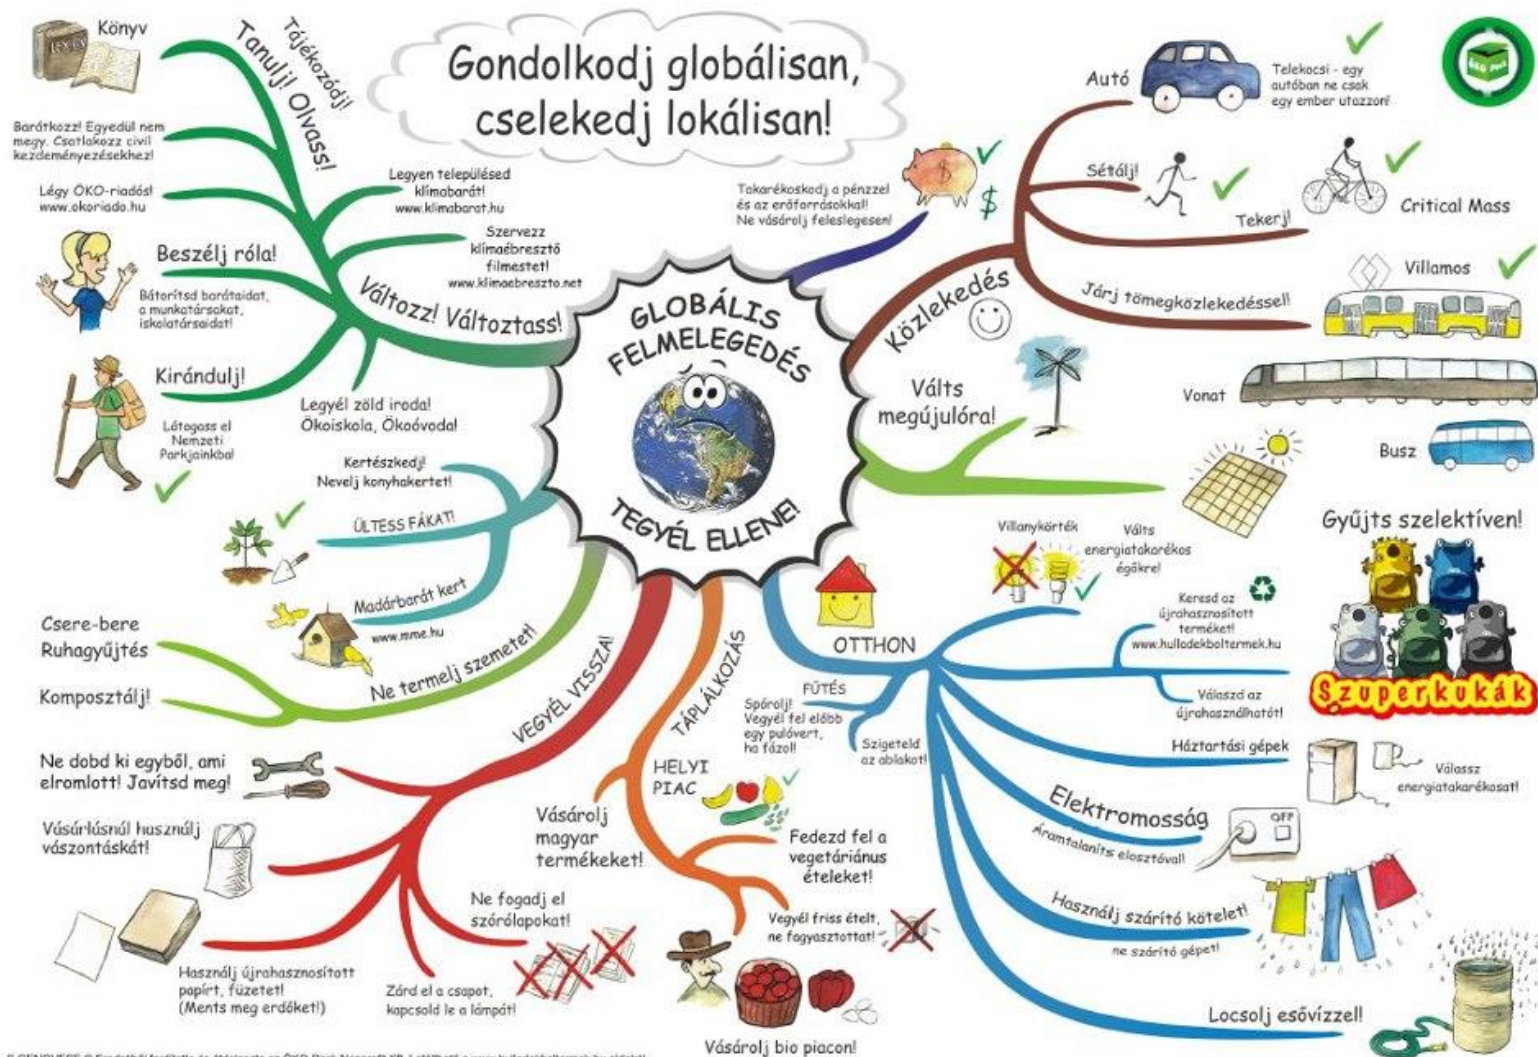 Gondolkodj globálisan,
cselekedj lokálisan!
GLOBÁLIS
FELMELEGEDÉS
TEGYÉL ELLENE!
Könyv
Tájékozódj!
Tanulj! Olvass!
Barátkozz! Egyedül nem
megy. Csatlakozz civil
kezdeményezésekhez!
Légy ÖKO-riadós!
www.okoriado.hu
Beszélj róla!
Bátorítsd barátaidat,
a munkatársakat,
iskolatársaidat!
Kirándulj!
Látogass el
Nemzeti
Parkjainkba!
Legyen településed
klímabarát!
www.klimabarat.hu
Szervezz
klímaébresztő
filmestet!
www.klimaebreszto.net
Változz! Változtass!
Legyél zöld iroda!
Ökoiskola, Ökoóvoda!
Takarékoskodj a pénzzel
és az erőforrásokkal!
Ne vásárolj feleslegesen!
$
Közlekedés
Autó
Telekocsi - egy
autóban ne csak
egy ember utazzon!
Sétálj!
Tekerj!
Critical Mass
Járj tömegközlekedéssel!
Villamos
Vonat
Busz
Válts
megújulóra!
Kertészkedj!
Nevelj konyhakertet!
ÜLTESS FÁKAT!
Madárbarát kert
www.mme.hu
Ne termelj szemetet!
Csere-bere
Ruhagyűjtés
Komposztálj!
VEGYÉL VISSZA!
Ne dobd ki egyből, ami
elromlott! Javítsd meg!
Vásárlásnál használj
vászontáskát!
Használj újrahasznosított
papírt, füzetet!
(Ments meg erdőket!)
Zárd el a csapot,
kapcsold le a lámpát!
Ne fogadj el
szórólapokat!
TÁPLÁLKOZÁS
HELYI
PIAC
Vásárolj
magyar
termékeket!
Fedezd fel a
vegetáriánus
ételeket!
Vegyél friss ételt,
ne fagyasztottat!
Vásárolj bio piacon!
OTTHON
FŰTÉS
Spórolj!
Vegyél fel előbb
egy pulóvert,
ha fázol!
Szigeteld
az ablakot!
Villanykörték
Válts
energiatakarékos
égőkre!
Keresd az
újrahasznosított
terméket!
www.hulladekboltermek.hu
Válaszd az
újrahasználhatót!
Gyűjts szelektíven!
Szuperkukák
Háztartási gépek
Válassz
energiatakarékosat!
Elektromosság
Áramtalaníts elosztóval!
OFF
Használj szárító kötelet!
ne szárító gépet!
Locsolj esővízzel!